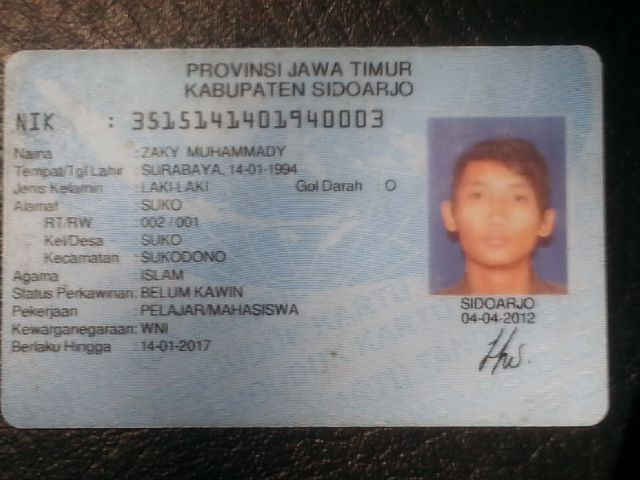 PROVINSI JAWA TIMUR
KABUPATEN SIDOARJO
NIK : 3515141401940003
Nama : ZAKY MUHAMMADY
Tempat/Tgl Lahir : SURABAYA, 14-01-1994
Jenis Kelamin : LAKI-LAKI Gol Darah : O
Alamat : SUKO
RT/RW : 002 / 001
Kel/Desa : SUKO
Kecamatan : SUKODONO
Agama : ISLAM
Status Perkawinan: BELUM KAWIN
Pekerjaan : PELAJAR/MAHASISWA
Kewarganegaraan: WNI
Berlaku Hingga : 14-01-2017
SIDOARJO
04-04-2012